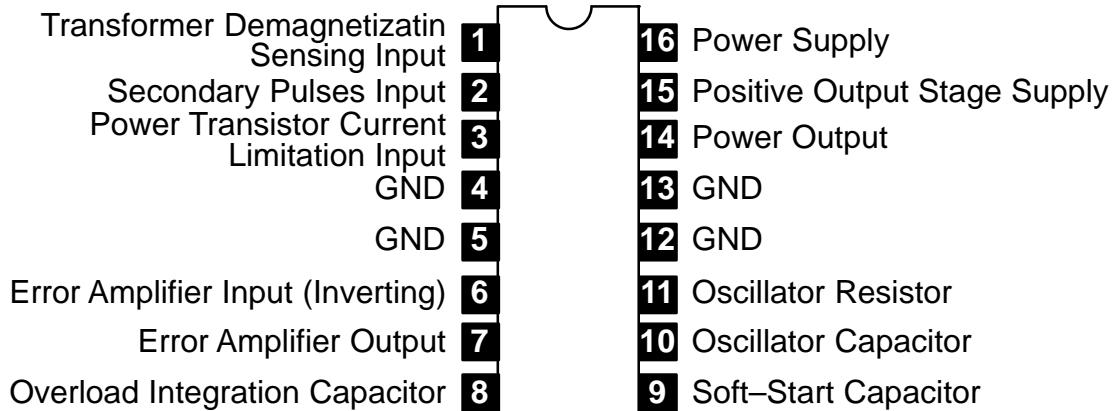 Transformer Demagnetizatin
Sensing Input 1
Secondary Pulses Input 2
Power Transistor Current
Limitation Input 3
GND 4
GND 5
Error Amplifier Input (Inverting) 6
Error Amplifier Output 7
Overload Integration Capacitor 8
16 Power Supply
15 Positive Output Stage Supply
14 Power Output
13 GND
12 GND
11 Oscillator Resistor
10 Oscillator Capacitor
9 Soft–Start Capacitor